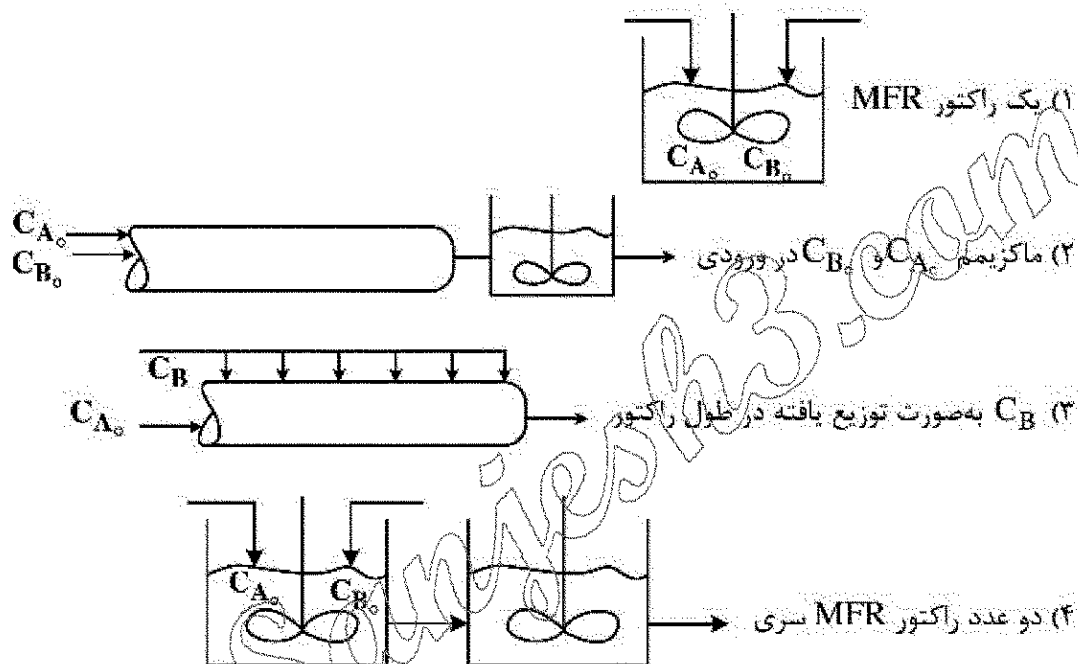 ۱) یک راکتور MFR
C_A₀ C_B₀
C_A₀
C_B₀
۲) ماکزیمم C_A₀ و C_B₀ در ورودی
C_B
C_A₀
۳) C_B به‌صورت توزیع یافته در طول راکتور
C_A₀ C_B₀
۴) دو عدد راکتور MFR سری